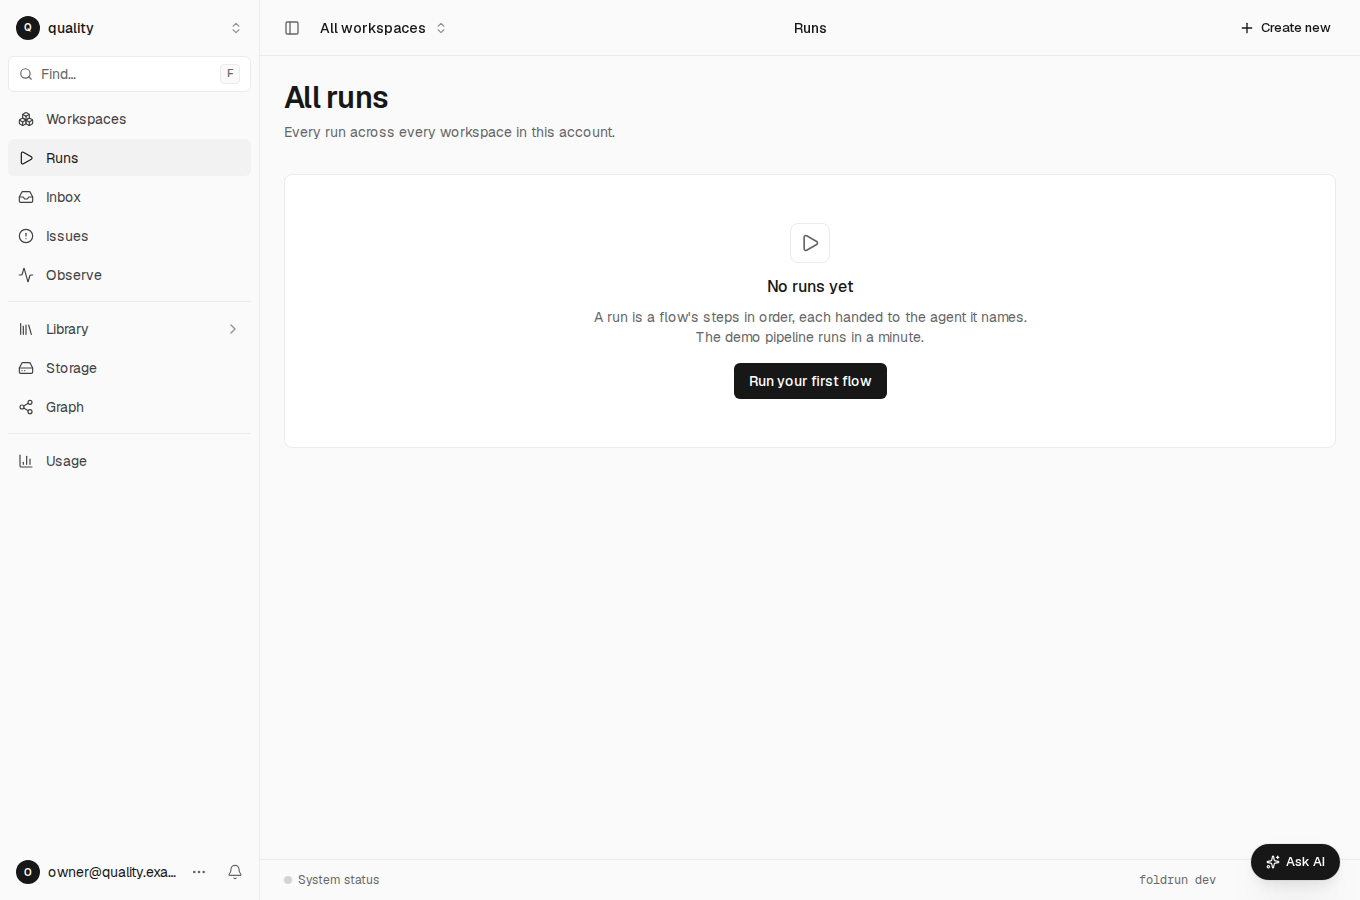 Q quality
Find... F
Workspaces
Runs
Inbox
Issues
Observe
Library
Storage
Graph
Usage
O owner@quality.exa...
All workspaces
Runs
Create new
All runs
Every run across every workspace in this account.
No runs yet
A run is a flow's steps in order, each handed to the agent it names.
The demo pipeline runs in a minute.
Run your first flow
System status
foldrun dev
Ask AI